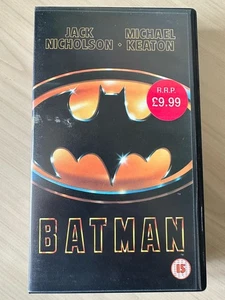 JACK NICHOLSON · MICHAEL KEATON
R.R.P.
£9.99
BATMAN
15